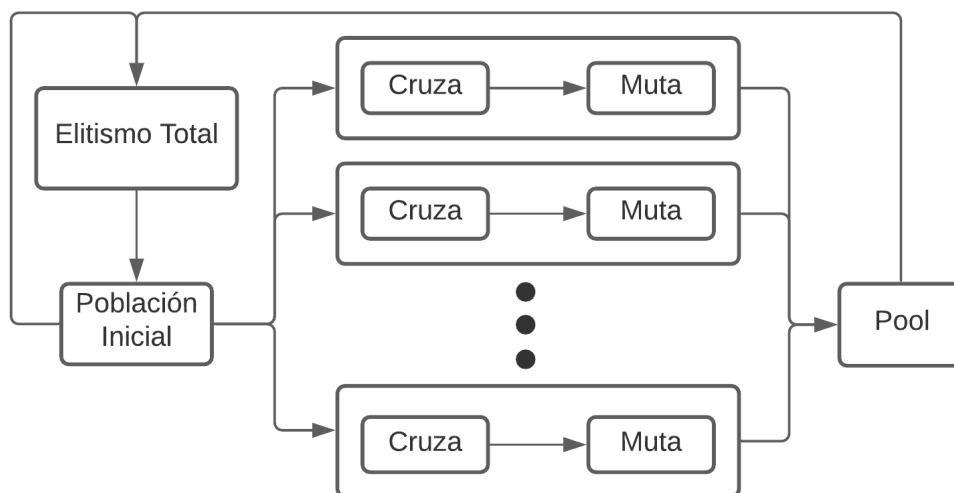 Cruza
Muta
Elitismo Total
Cruza
Muta
Población
Inicial
Pool
Cruza
Muta